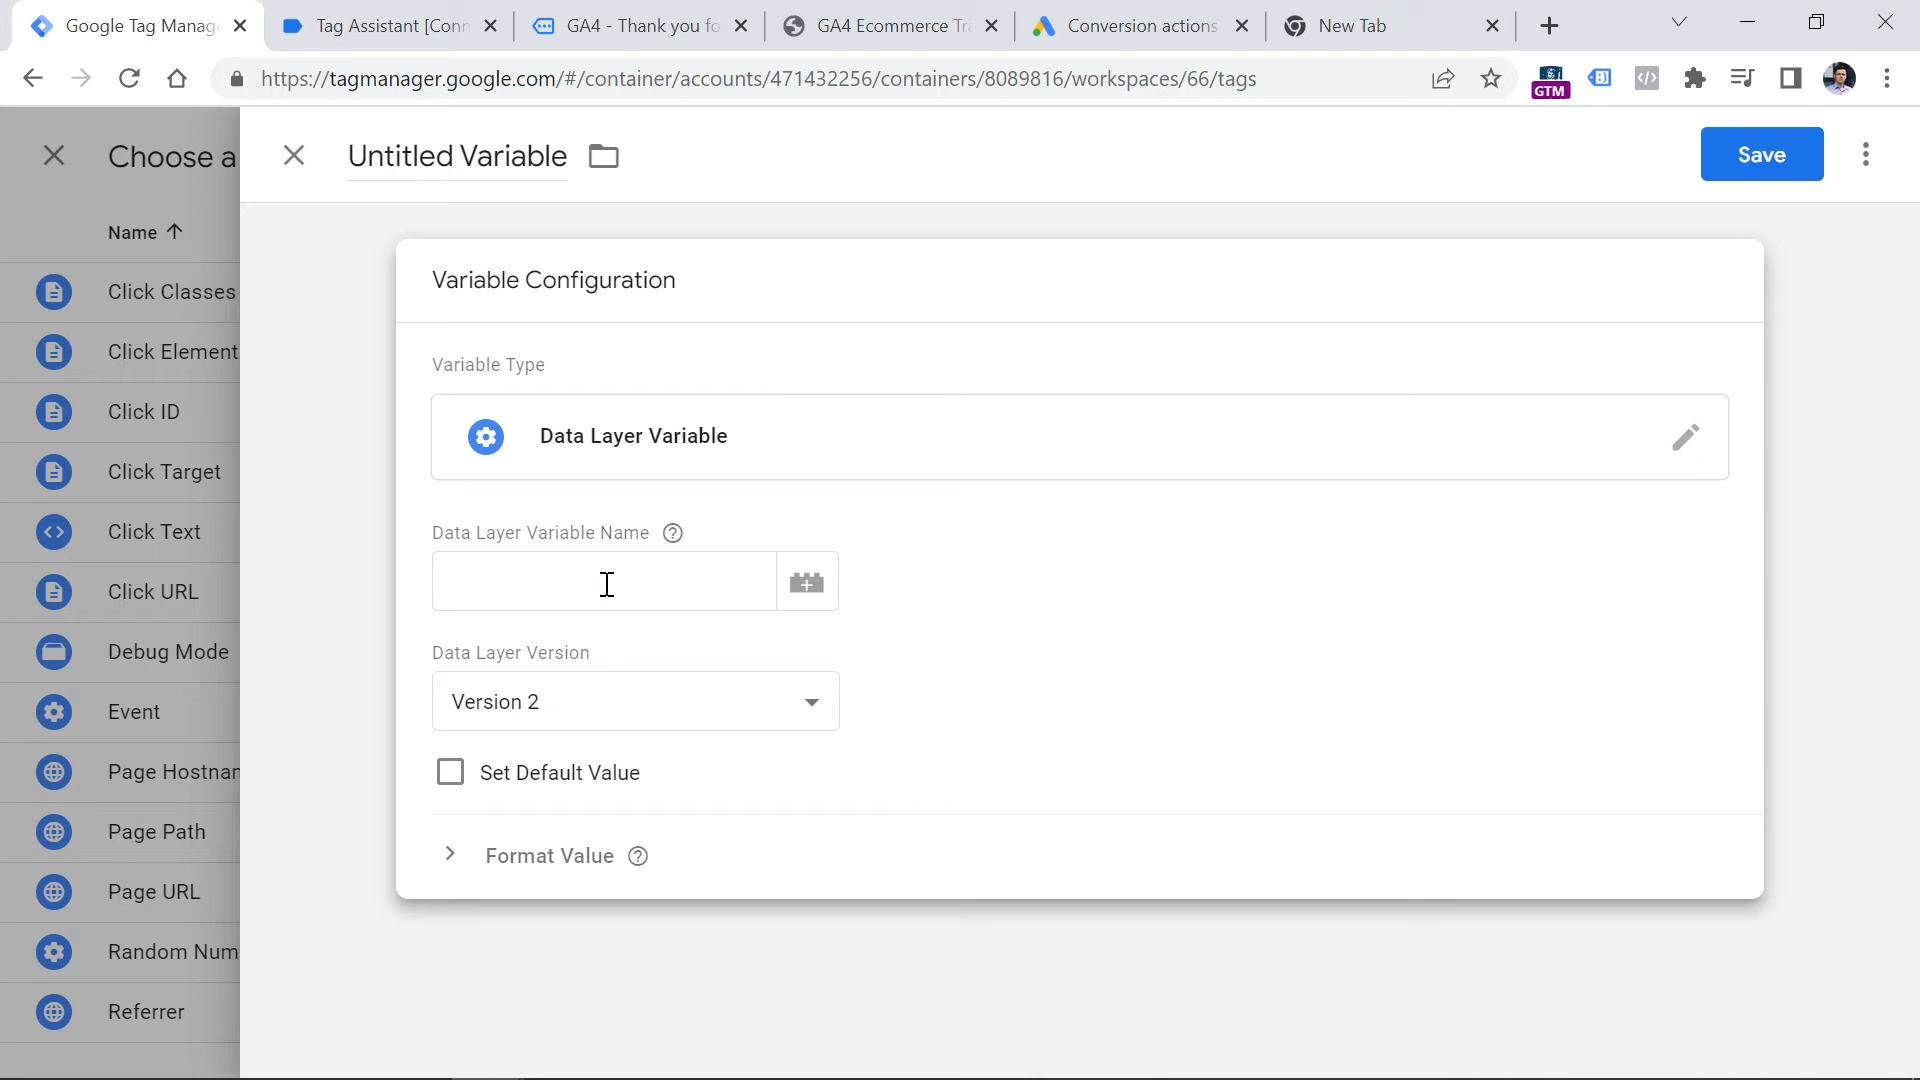 Google Tag Manag
Tag Assistant [Conn
GA4 - Thank you fo
GA4 Ecommerce Tr
Conversion actions
New Tab
https://tagmanager.google.com/#/container/accounts/471432256/containers/8089816/workspaces/66/tags
GTM
Choose a
Untitled Variable
Save
Name
Variable Configuration
Click Classes
Click Element
Click ID
Click Target
Click Text
Click URL
Debug Mode
Event
Page Hostnam
Page Path
Page URL
Random Num
Referrer
Variable Type
Data Layer Variable
Data Layer Variable Name
Data Layer Version
Version 2
Set Default Value
Format Value